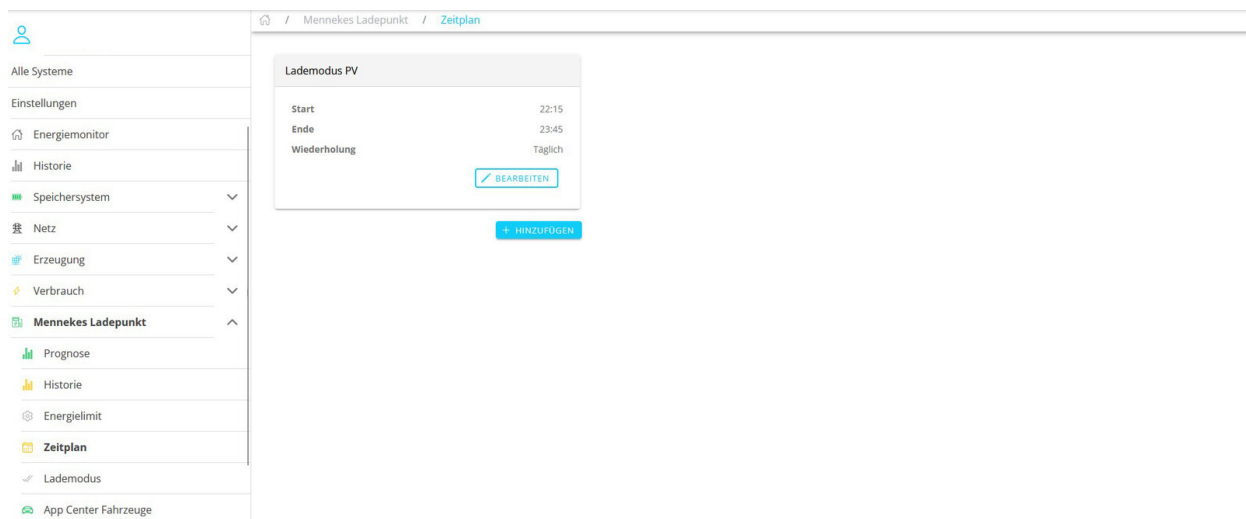 / Mennekes Ladepunkt / Zeitplan
Alle Systeme
Einstellungen
Energiemonitor
Historie
Speichersystem
Netz
Erzeugung
Verbrauch
Mennekes Ladepunkt
Prognose
Historie
Energielimit
Zeitplan
Lademodus
App Center Fahrzeuge
Lademodus PV
Start 22:15
Ende 23:45
Wiederholung Täglich
BEARBEITEN
+ HINZUFÜGEN